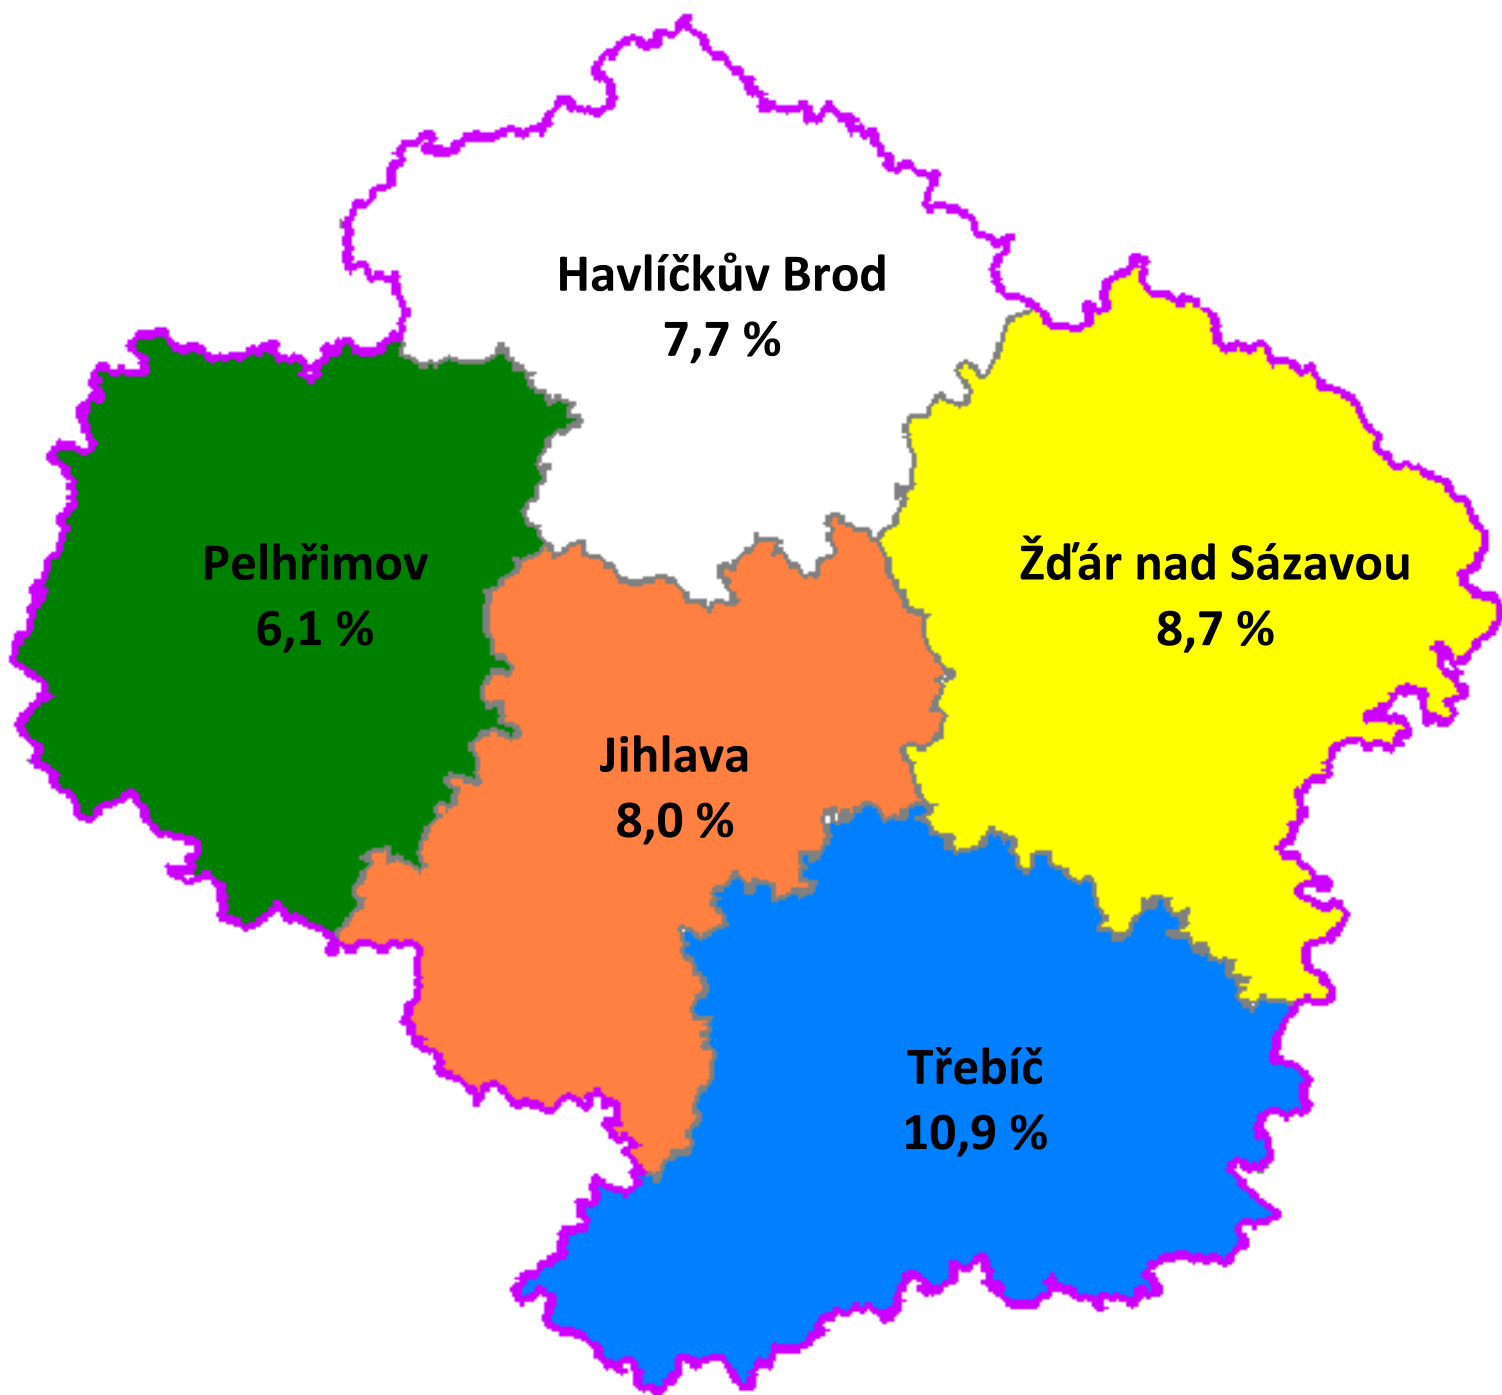 Havlíčkův Brod
7,7 %
Pelhřimov
6,1 %
Žďár nad Sázavou
8,7 %
Jihlava
8,0 %
Třebíč
10,9 %